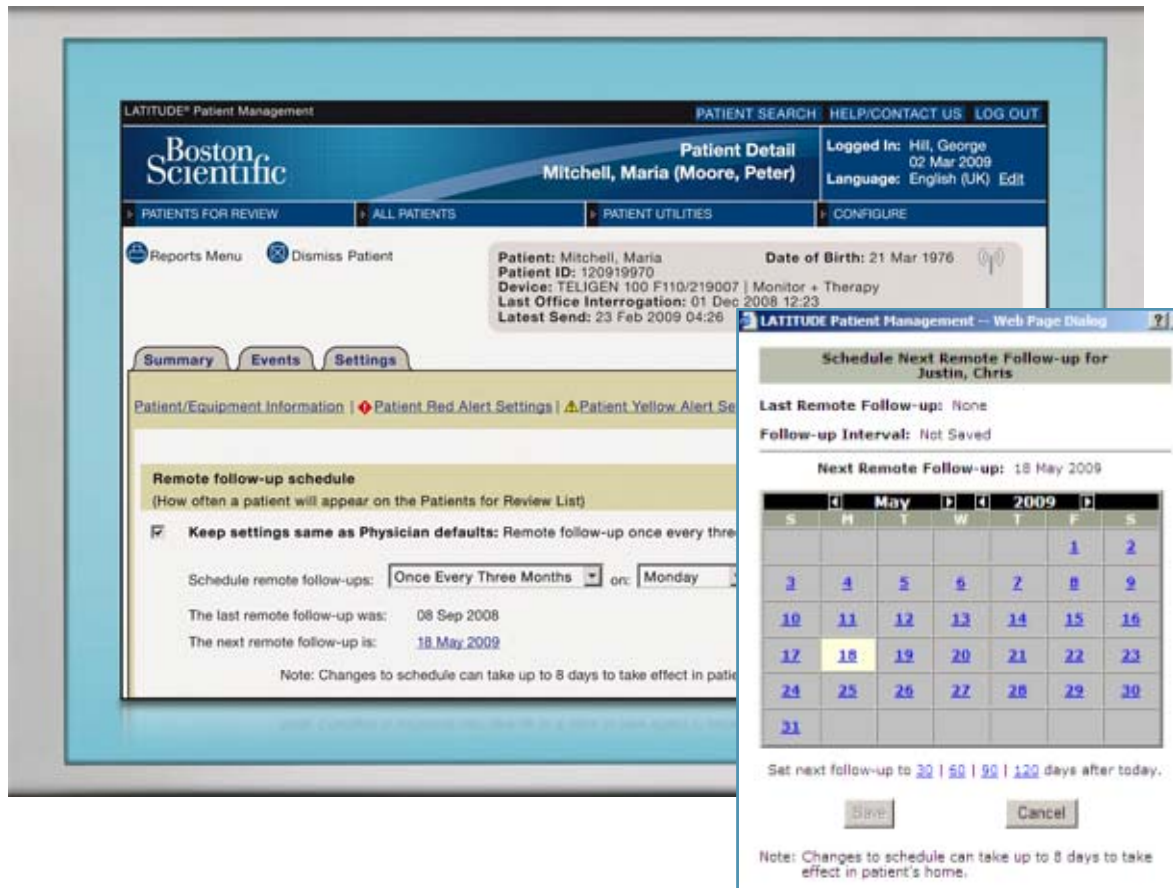 LATITUDE® Patient Management
PATIENT SEARCH HELP/CONTACT US LOG OUT
Boston
Scientific
Patient Detail
Mitchell, Maria (Moore, Peter)
Logged In: Hill, George
02 Mar 2009
Language: English (UK) Edit
PATIENTS FOR REVIEW ALL PATIENTS PATIENT UTILITIES CONFIGURE
Reports Menu Dismiss Patient
Patient: Mitchell, Maria Date of Birth: 21 Mar 1976
Patient ID: 120919970
Device: TELIGEN 100 F110/219007 | Monitor + Therapy
Last Office Interrogation: 01 Dec 2008 12:23
Latest Send: 23 Feb 2009 04:26
Summary Events Settings
Patient/Equipment Information | Patient Red Alert Settings | Patient Yellow Alert Se
Remote follow-up schedule
(How often a patient will appear on the Patients for Review List)
Keep settings same as Physician defaults: Remote follow-up once every thre
Schedule remote follow-ups: Once Every Three Months on: Monday
The last remote follow-up was: 08 Sep 2008
The next remote follow-up is: 18 May 2009
Note: Changes to schedule can take up to 8 days to take effect in patie
LATITUDE Patient Management -- Web Page Dialog ?
Schedule Next Remote Follow-up for
Justin, Chris
Last Remote Follow-up: None
Follow-up Interval: Not Saved
Next Remote Follow-up: 18 May 2009
May 2009
S M T W T F S
1 2
3 4 5 6 7 8 9
10 11 12 13 14 15 16
17 18 19 20 21 22 23
24 25 26 27 28 29 30
31
Set next follow-up to 30 | 60 | 90 | 120 days after today.
Save Cancel
Note: Changes to schedule can take up to 8 days to take
effect in patient's home.